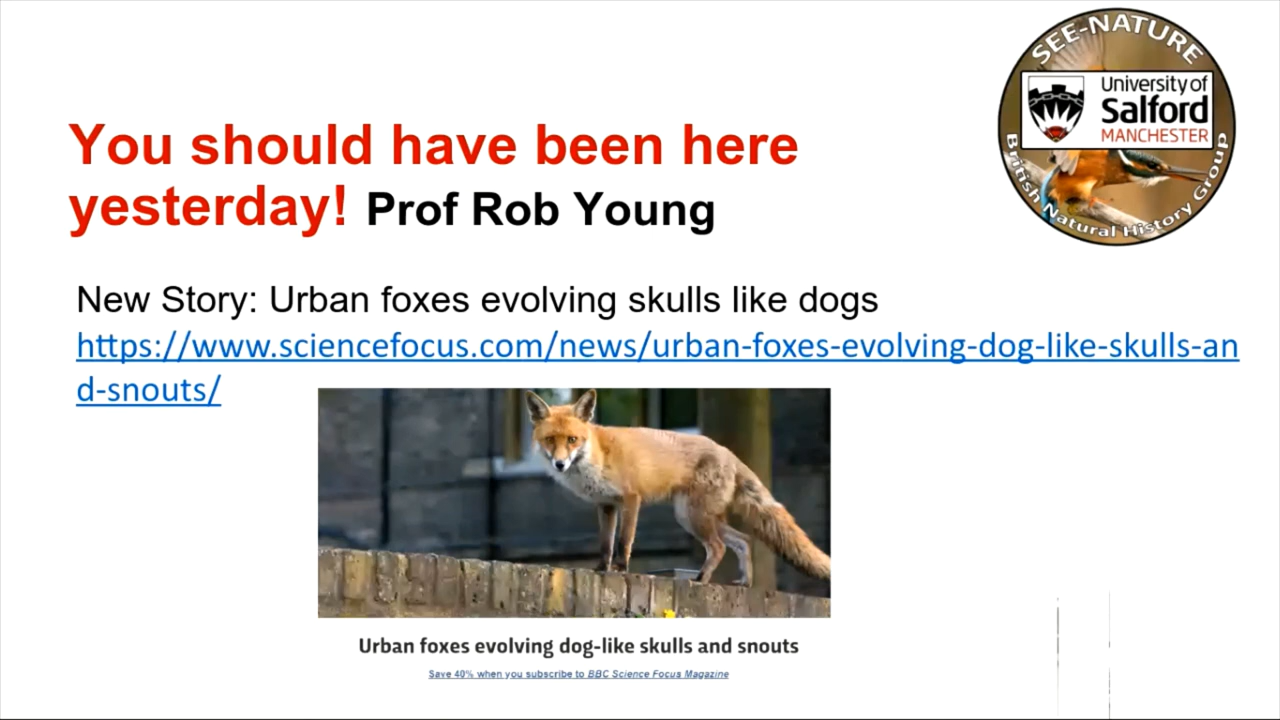 SEE-NATURE
University of
Salford
MANCHESTER
British Natural History Group
You should have been here
yesterday! Prof Rob Young
New Story: Urban foxes evolving skulls like dogs
https://www.sciencefocus.com/news/urban-foxes-evolving-dog-like-skulls-an
d-snouts/
Urban foxes evolving dog-like skulls and snouts
Save 40% when you subscribe to BBC Science Focus Magazine